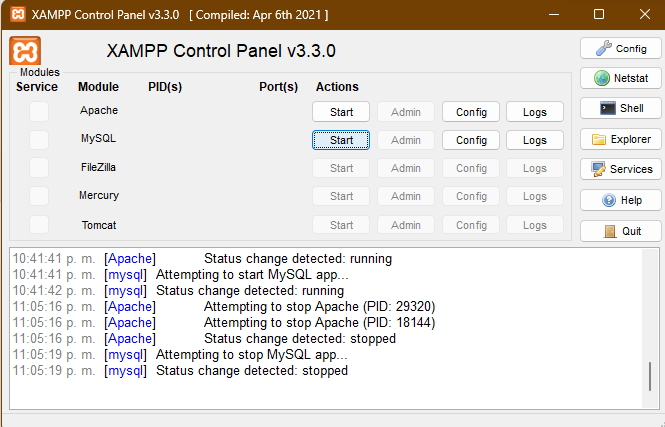 XAMPP Control Panel v3.3.0 [ Compiled: Apr 6th 2021 ]
XAMPP Control Panel v3.3.0
Config
Modules
Service Module PID(s) Port(s) Actions
Netstat
Apache Start Admin Config Logs
Shell
MySQL Start Admin Config Logs
Explorer
FileZilla Start Admin Config Logs
Services
Mercury Start Admin Config Logs
Help
Tomcat Start Admin Config Logs
Quit
10:41:41 p. m. [Apache] Status change detected: running
10:41:41 p. m. [mysql] Attempting to start MySQL app...
10:41:42 p. m. [mysql] Status change detected: running
11:05:16 p. m. [Apache] Attempting to stop Apache (PID: 29320)
11:05:16 p. m. [Apache] Attempting to stop Apache (PID: 18144)
11:05:16 p. m. [Apache] Status change detected: stopped
11:05:19 p. m. [mysql] Attempting to stop MySQL app...
11:05:19 p. m. [mysql] Status change detected: stopped